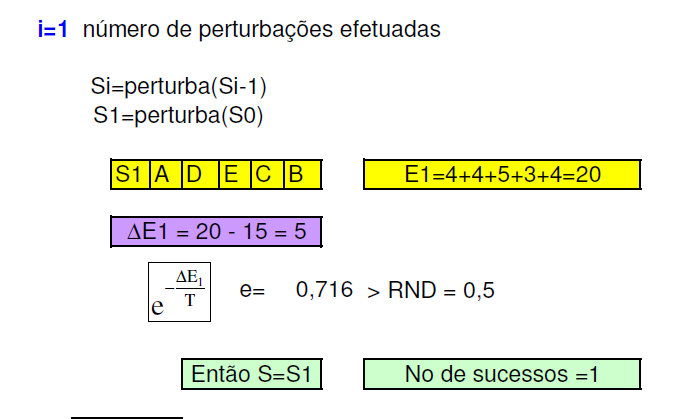 i=1 número de perturbações efetuadas
Si=perturba(Si-1)
S1=perturba(S0)
S1 A D E C B E1=4+4+5+3+4=20
ΔE1 = 20 - 15 = 5
e^(-ΔE₁/T) e= 0,716 > RND = 0,5
Então S=S1 No de sucessos =1